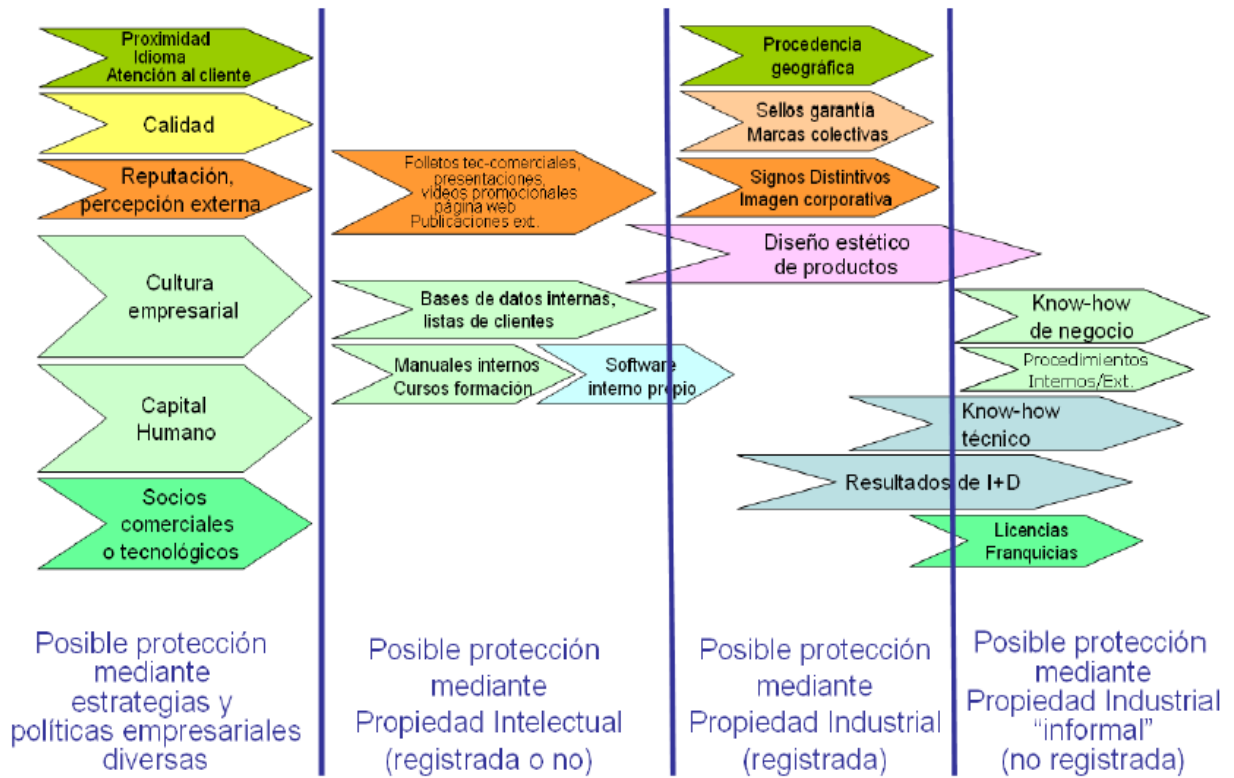 Proximidad
Idioma
Atención al cliente
Calidad
Reputación,
percepción externa
Cultura
empresarial
Capital
Humano
Socios
comerciales
o tecnológicos
Posible protección
mediante
estrategias y
políticas empresariales
diversas
Folletos tec-comerciales,
presentaciones,
vídeos promocionales
página web
Publicaciones ext.
Bases de datos internas,
listas de clientes
Manuales internos
Cursos formación
Software
interno propio
Posible protección
mediante
Propiedad Intelectual
(registrada o no)
Procedencia
geográfica
Sellos garantía
Marcas colectivas
Signos Distintivos
Imagen corporativa
Diseño estético
de productos
Posible protección
mediante
Propiedad Industrial
(registrada)
Know-how
de negocio
Procedimientos
Internos/Ext.
Know-how
técnico
Resultados de I+D
Licencias
Franquicias
Posible protección
mediante
Propiedad Industrial
“informal”
(no registrada)